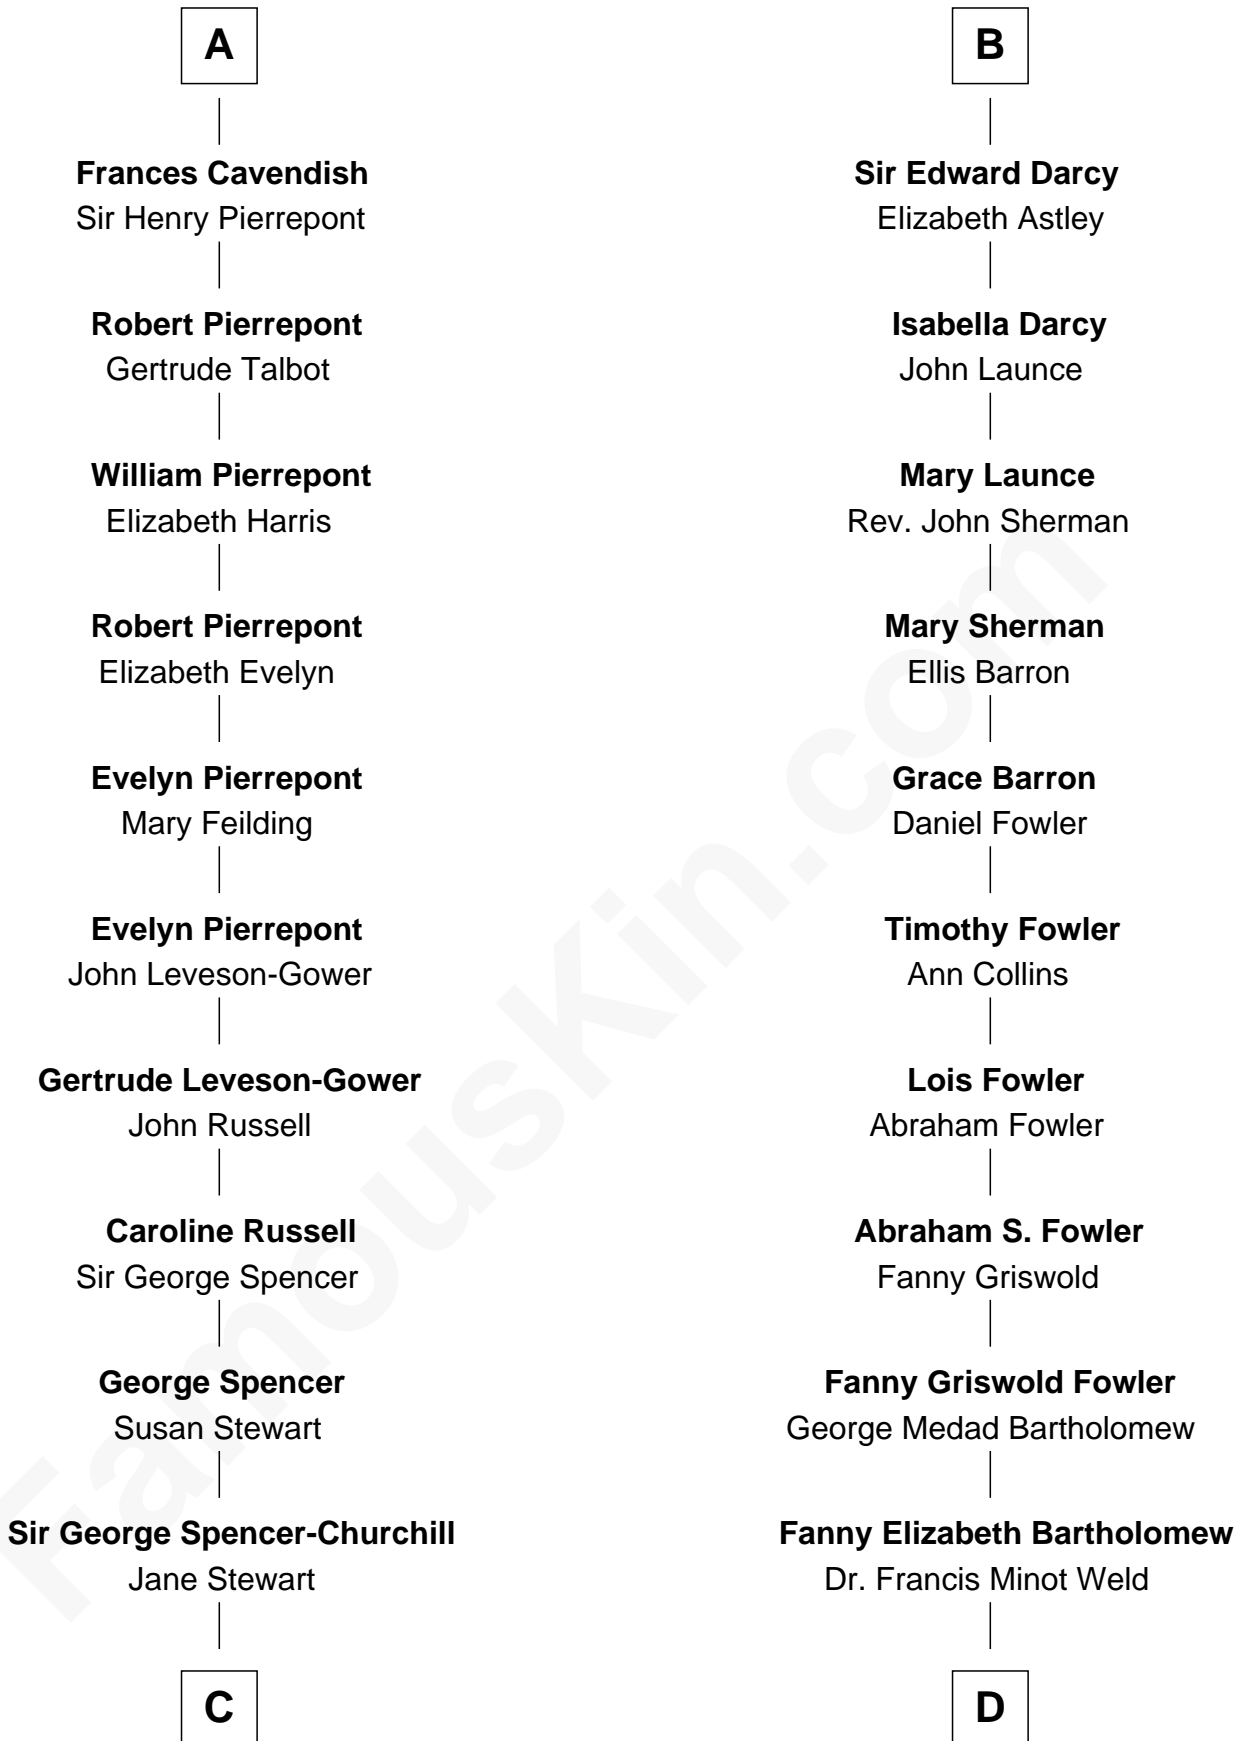 A
Frances Cavendish
Sir Henry Pierrepont
Robert Pierrepont
Gertrude Talbot
William Pierrepont
Elizabeth Harris
Robert Pierrepont
Elizabeth Evelyn
Evelyn Pierrepont
Mary Feilding
Evelyn Pierrepont
John Leveson-Gower
Gertrude Leveson-Gower
John Russell
Caroline Russell
Sir George Spencer
George Spencer
Susan Stewart
Sir George Spencer-Churchill
Jane Stewart
C
B
Sir Edward Darcy
Elizabeth Astley
Isabella Darcy
John Launce
Mary Launce
Rev. John Sherman
Mary Sherman
Ellis Barron
Grace Barron
Daniel Fowler
Timothy Fowler
Ann Collins
Lois Fowler
Abraham Fowler
Abraham S. Fowler
Fanny Griswold
Fanny Griswold Fowler
George Medad Bartholomew
Fanny Elizabeth Bartholomew
Dr. Francis Minot Weld
D
FamousKin.com